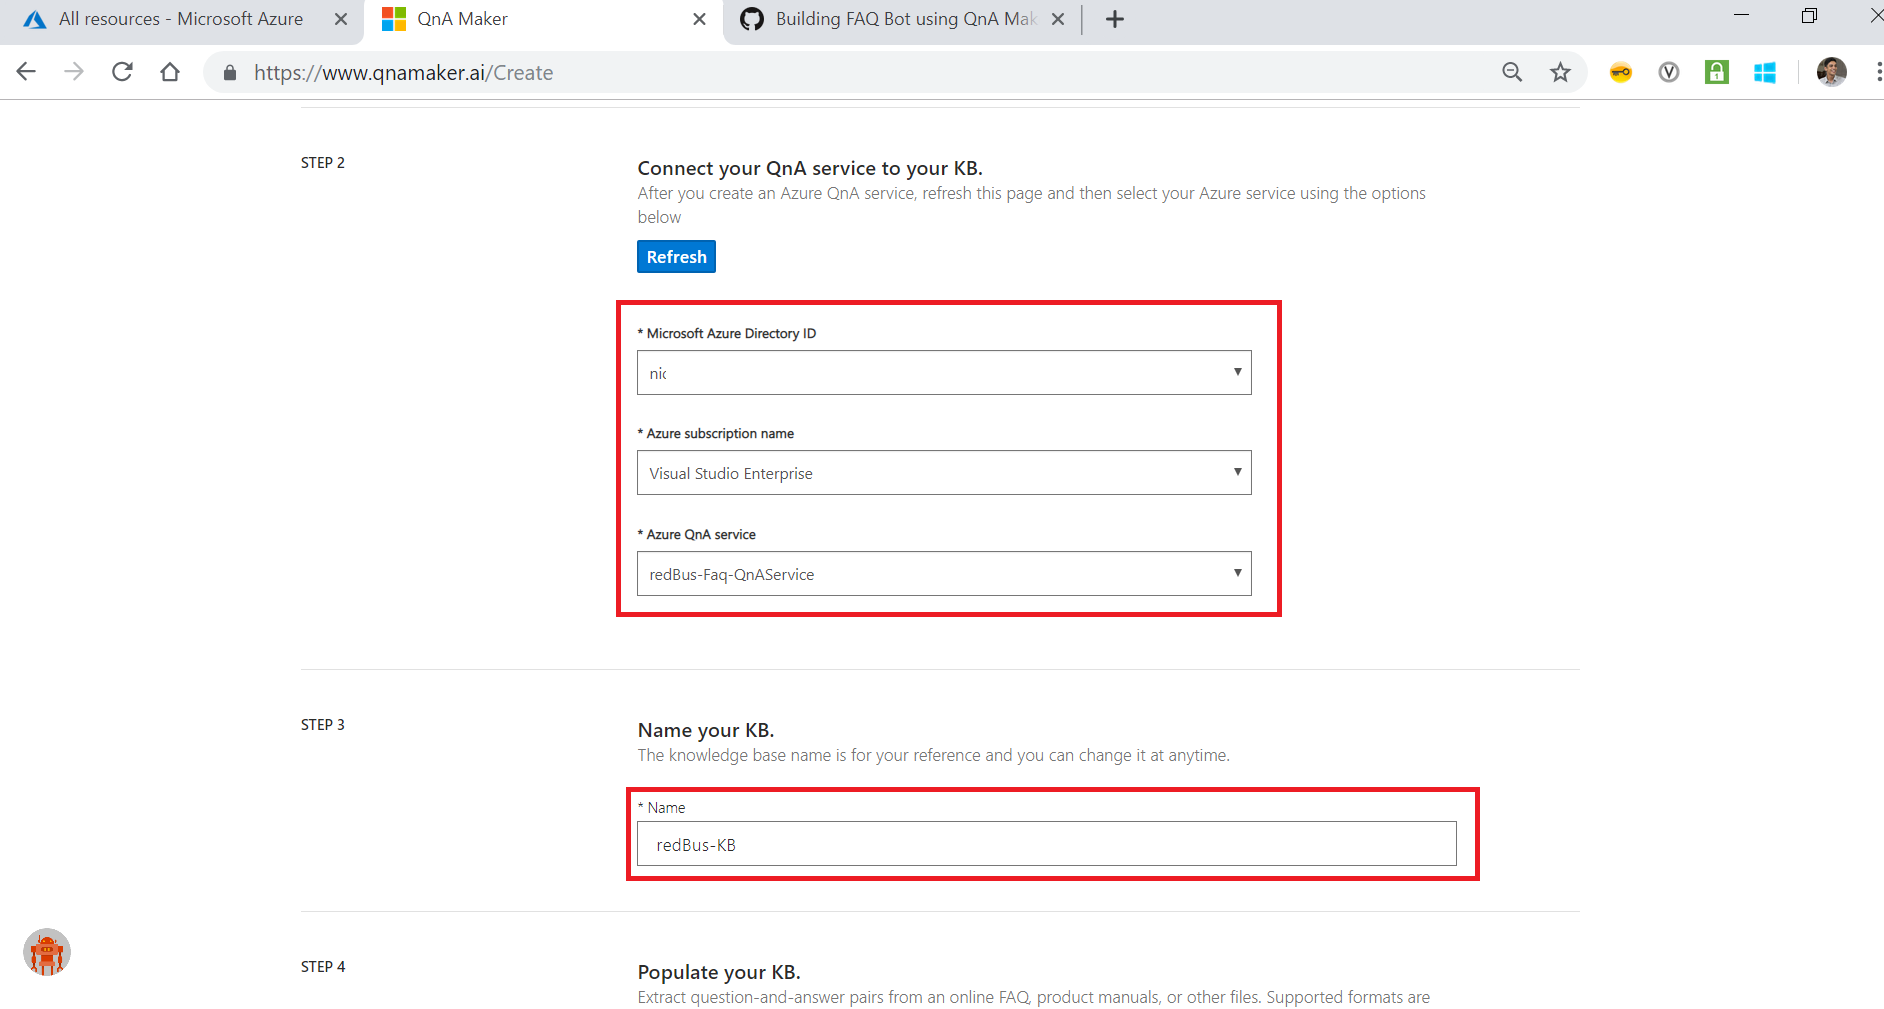 All resources - Microsoft Azure
QnA Maker
Building FAQ Bot using QnA Mak
https://www.qnamaker.ai/Create
STEP 2
Connect your QnA service to your KB.
After you create an Azure QnA service, refresh this page and then select your Azure service using the options
below
Refresh
* Microsoft Azure Directory ID
* Azure subscription name
Visual Studio Enterprise
* Azure QnA service
redBus-Faq-QnAService
STEP 3
Name your KB.
The knowledge base name is for your reference and you can change it at anytime.
* Name
redBus-KB
STEP 4
Populate your KB.
Extract question-and-answer pairs from an online FAQ, product manuals, or other files. Supported formats are